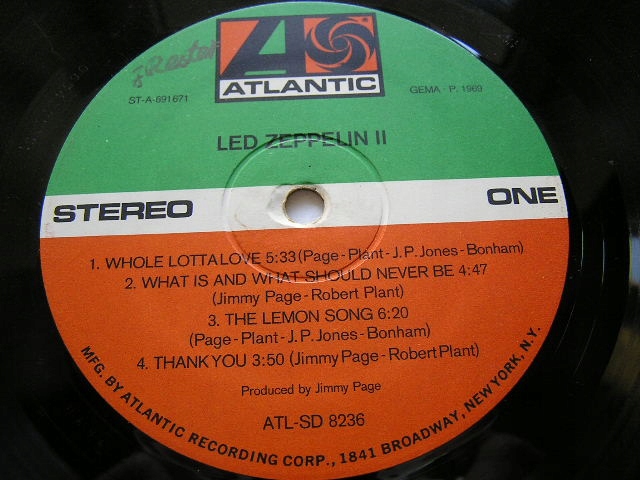 ATLANTIC
ST-A-691671
GEMA · P. 1969
LED ZEPPELIN II
STEREO
ONE
1. WHOLE LOTTA LOVE 5:33 (Page - Plant - J.P. Jones - Bonham)
2. WHAT IS AND WHAT SHOULD NEVER BE 4:47
(Jimmy Page - Robert Plant)
3. THE LEMON SONG 6:20
(Page - Plant - J.P. Jones - Bonham)
4. THANK YOU 3:50 (Jimmy Page - Robert Plant)
Produced by Jimmy Page
ATL-SD 8236
MFG. BY ATLANTIC RECORDING CORP., 1841 BROADWAY, NEW YORK, N.Y.